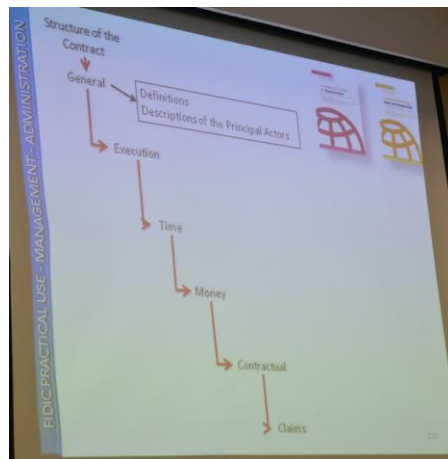 Structure of the
Contract
General
Definitions
Descriptions of the Principal Actors
Execution
Time
Money
Contractual
Claims
FIDIC PRACTICAL USE - MANAGEMENT - ADMINISTRATION